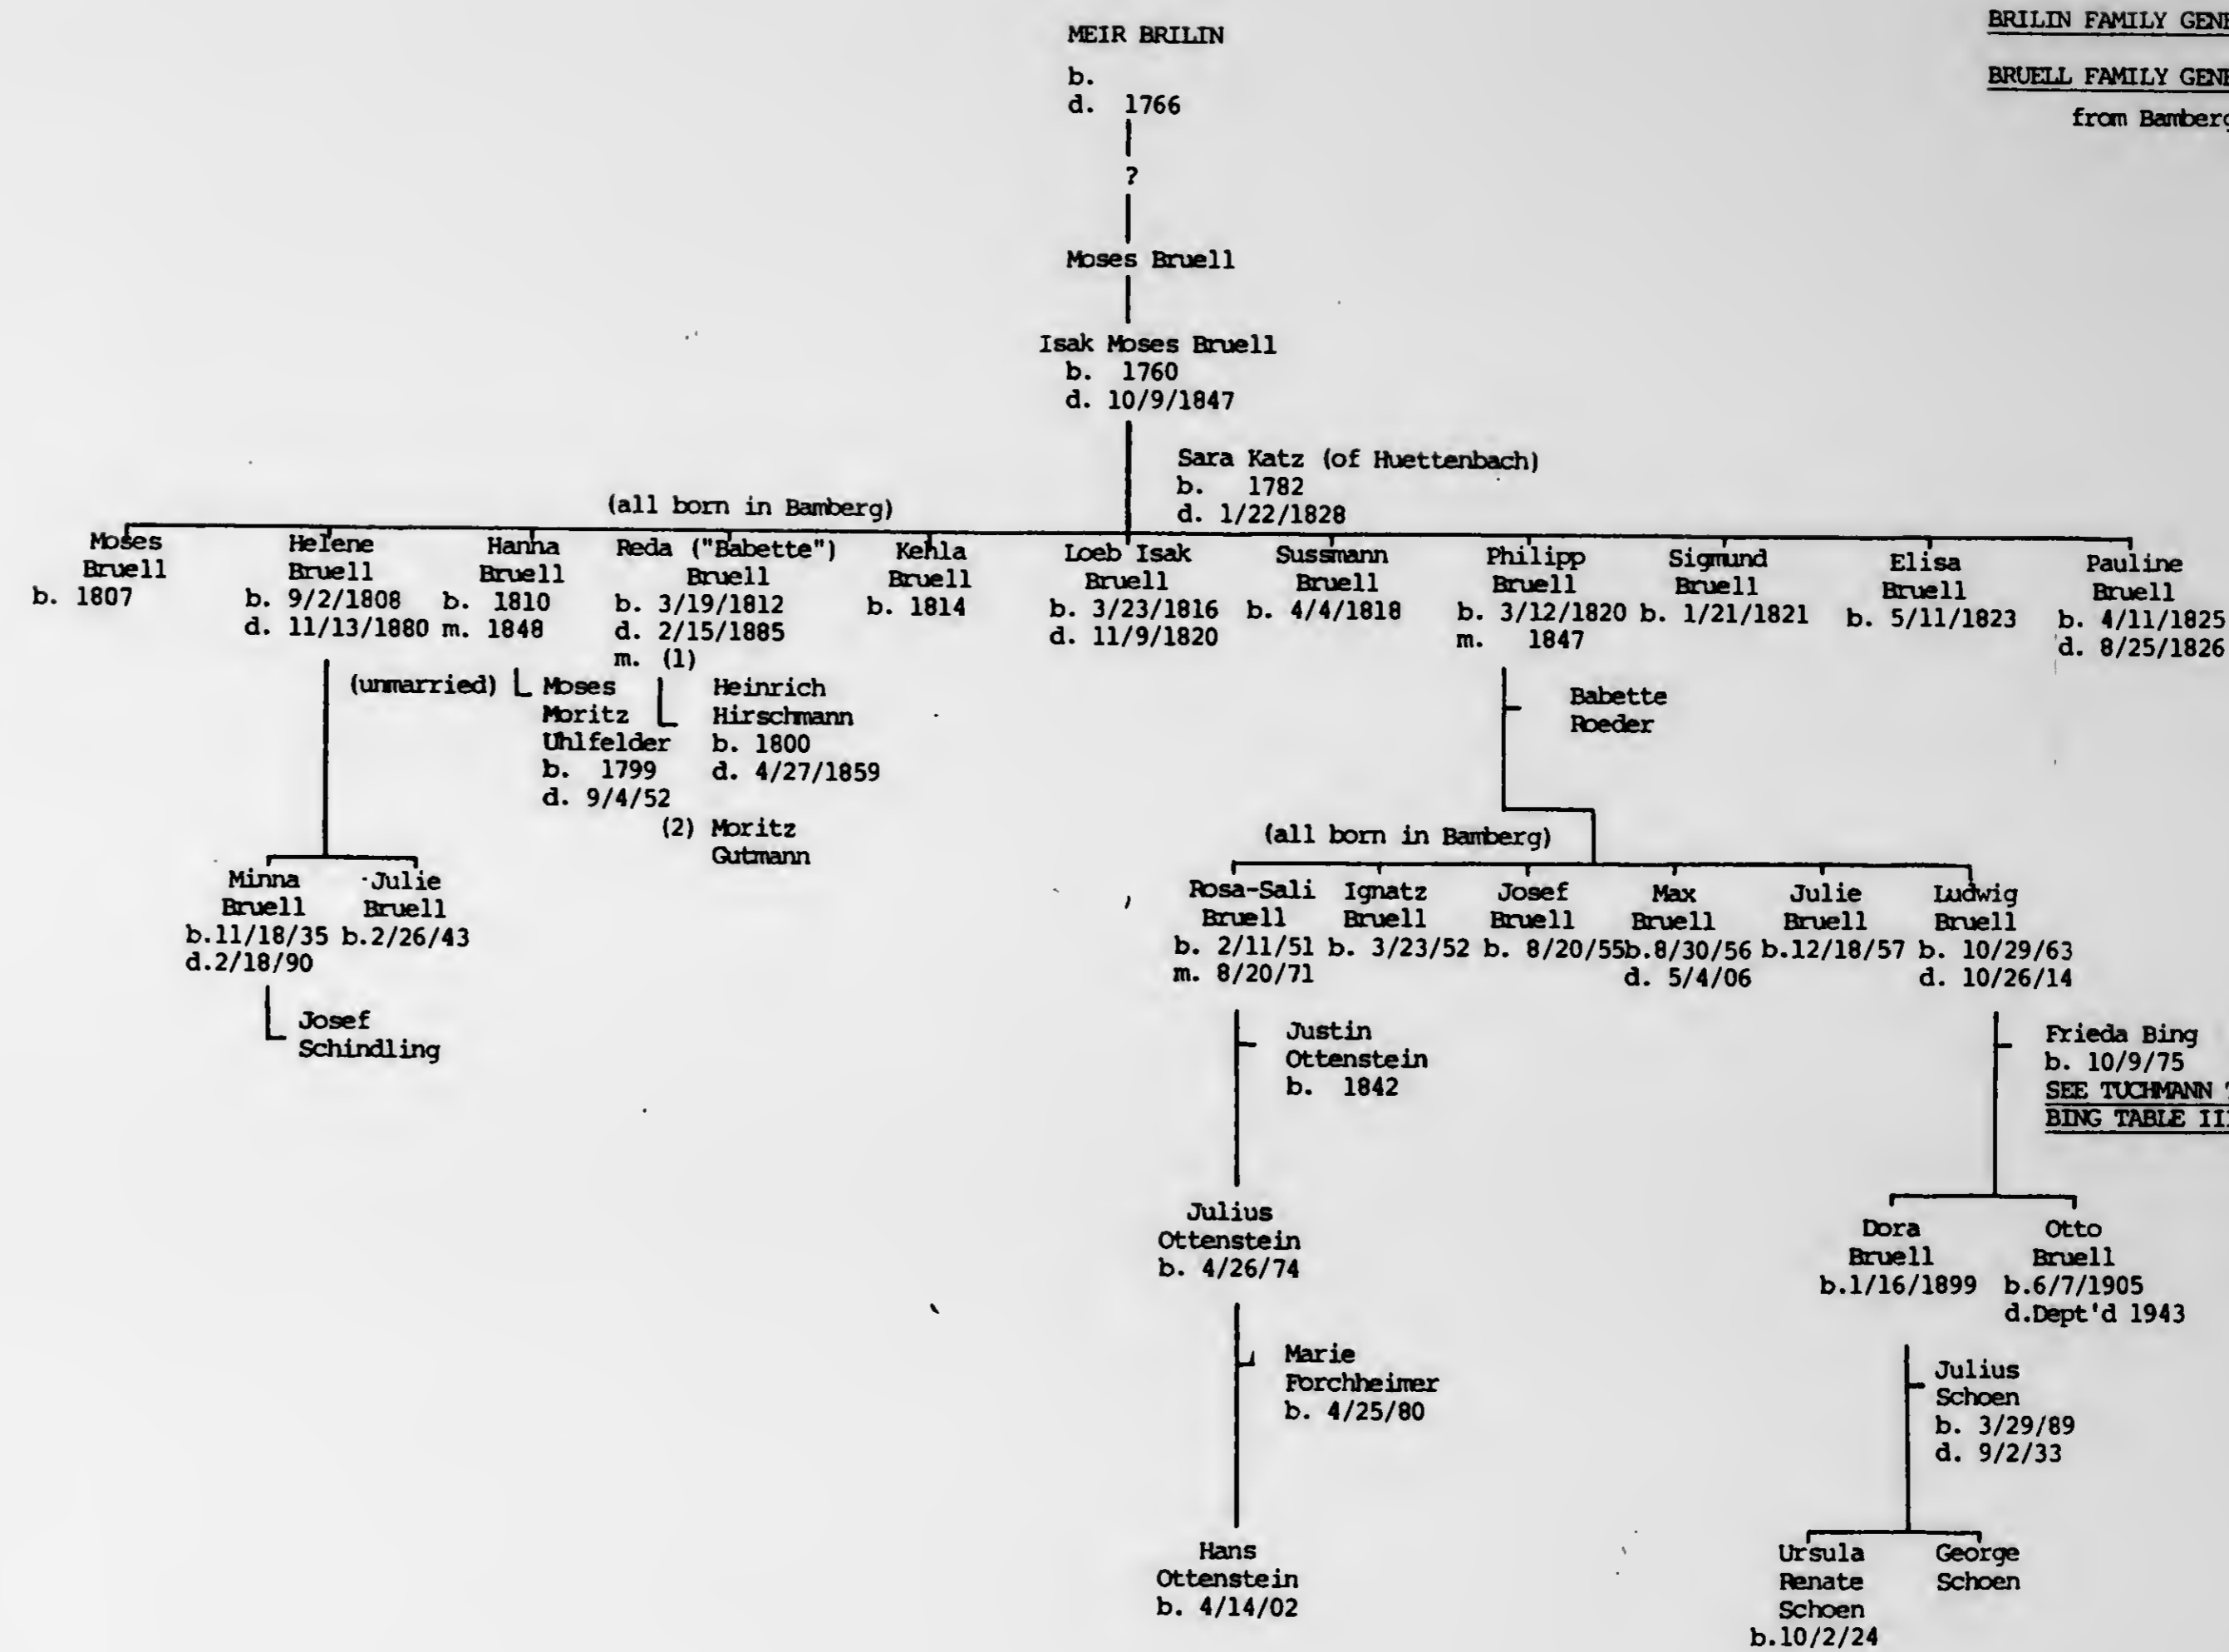 BRILIN FAMILY GENE
BRUELL FAMILY GENE
from Bamberg
MEIR BRILIN
b.
d. 1766
?
Moses Bruell
Isak Moses Bruell
b. 1760
d. 10/9/1847
Sara Katz (of Huettenbach)
b. 1782
d. 1/22/1828
(all born in Bamberg)
Moses
Bruell
b. 1807
Helene
Bruell
b. 9/2/1808
d. 11/13/1880
(unmarried)
Hanna
Bruell
b. 1810
m. 1848
Moses
Moritz
Uhlfelder
b. 1799
d. 9/4/52
Reda ("Babette")
Bruell
b. 3/19/1812
d. 2/15/1885
m. (1)
Heinrich
Hirschmann
b. 1800
d. 4/27/1859
(2) Moritz
Gutmann
Kehla
Bruell
b. 1814
Loeb Isak
Bruell
b. 3/23/1816
d. 11/9/1820
Sussmann
Bruell
b. 4/4/1818
Philipp
Bruell
b. 3/12/1820
m. 1847
Babette
Roeder
Sigmund
Bruell
b. 1/21/1821
Elisa
Bruell
b. 5/11/1823
Pauline
Bruell
b. 4/11/1825
d. 8/25/1826
Minna
Bruell
b.11/18/35
d.2/18/90
Josef
Schindling
Julie
Bruell
b.2/26/43
(all born in Bamberg)
Rosa-Sali
Bruell
b. 2/11/51
m. 8/20/71
Ignatz
Bruell
b. 3/23/52
Josef
Bruell
b. 8/20/55
Max
Bruell
b.8/30/56
d. 5/4/06
Julie
Bruell
b.12/18/57
Ludwig
Bruell
b. 10/29/63
d. 10/26/14
Justin
Ottenstein
b. 1842
Frieda Bing
b. 10/9/75
SEE TUCHMANN
BING TABLE III
Julius
Ottenstein
b. 4/26/74
Marie
Forchheimer
b. 4/25/80
Hans
Ottenstein
b. 4/14/02
Dora
Bruell
b.1/16/1899
Otto
Bruell
b.6/7/1905
d.Dept'd 1943
Julius
Schoen
b. 3/29/89
d. 9/2/33
Ursula
Renate
Schoen
b.10/2/24
George
Schoen